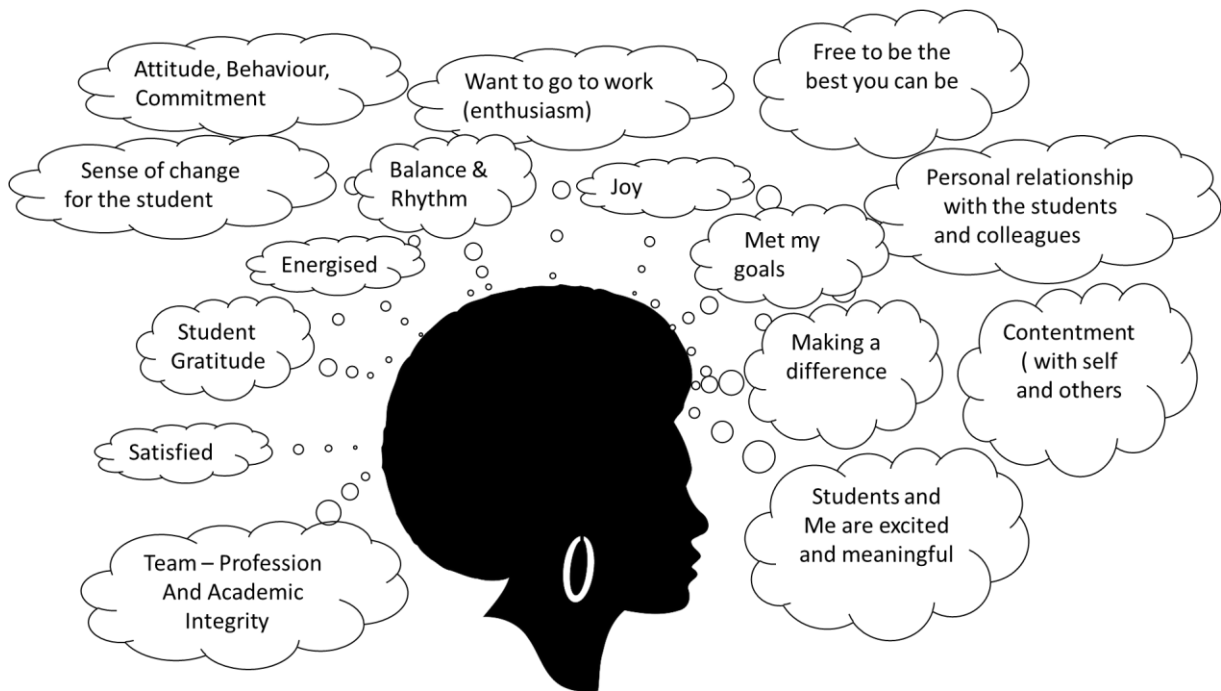 Attitude, Behaviour,
Commitment
Want to go to work
(enthusiasm)
Free to be the
best you can be
Sense of change
for the student
Balance &
Rhythm
Joy
Personal relationship
with the students
and colleagues
Energised
Met my
goals
Student
Gratitude
Making a
difference
Contentment
( with self
and others
Satisfied
Students and
Me are excited
and meaningful
Team – Profession
And Academic
Integrity